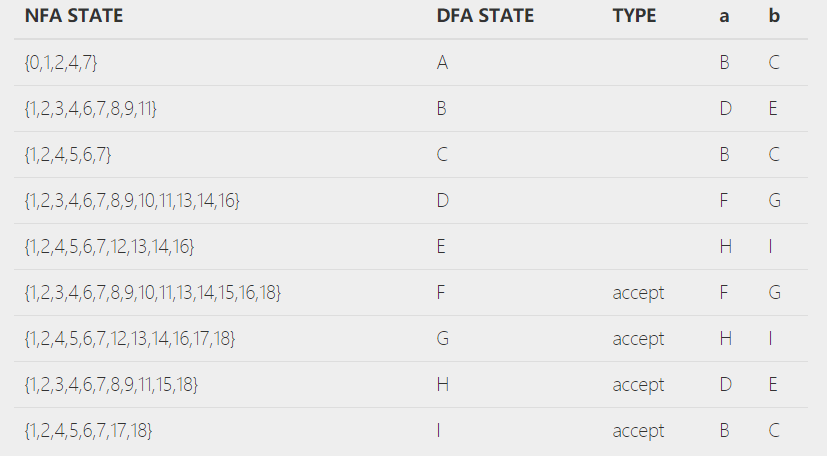 NFA STATE DFA STATE TYPE a b
{0,1,2,4,7} A B C
{1,2,3,4,6,7,8,9,11} B D E
{1,2,4,5,6,7} C B C
{1,2,3,4,6,7,8,9,10,11,13,14,16} D F G
{1,2,4,5,6,7,12,13,14,16} E H I
{1,2,3,4,6,7,8,9,10,11,13,14,15,16,18} F accept F G
{1,2,4,5,6,7,12,13,14,16,17,18} G accept H I
{1,2,3,4,6,7,8,9,11,15,18} H accept D E
{1,2,4,5,6,7,17,18} I accept B C